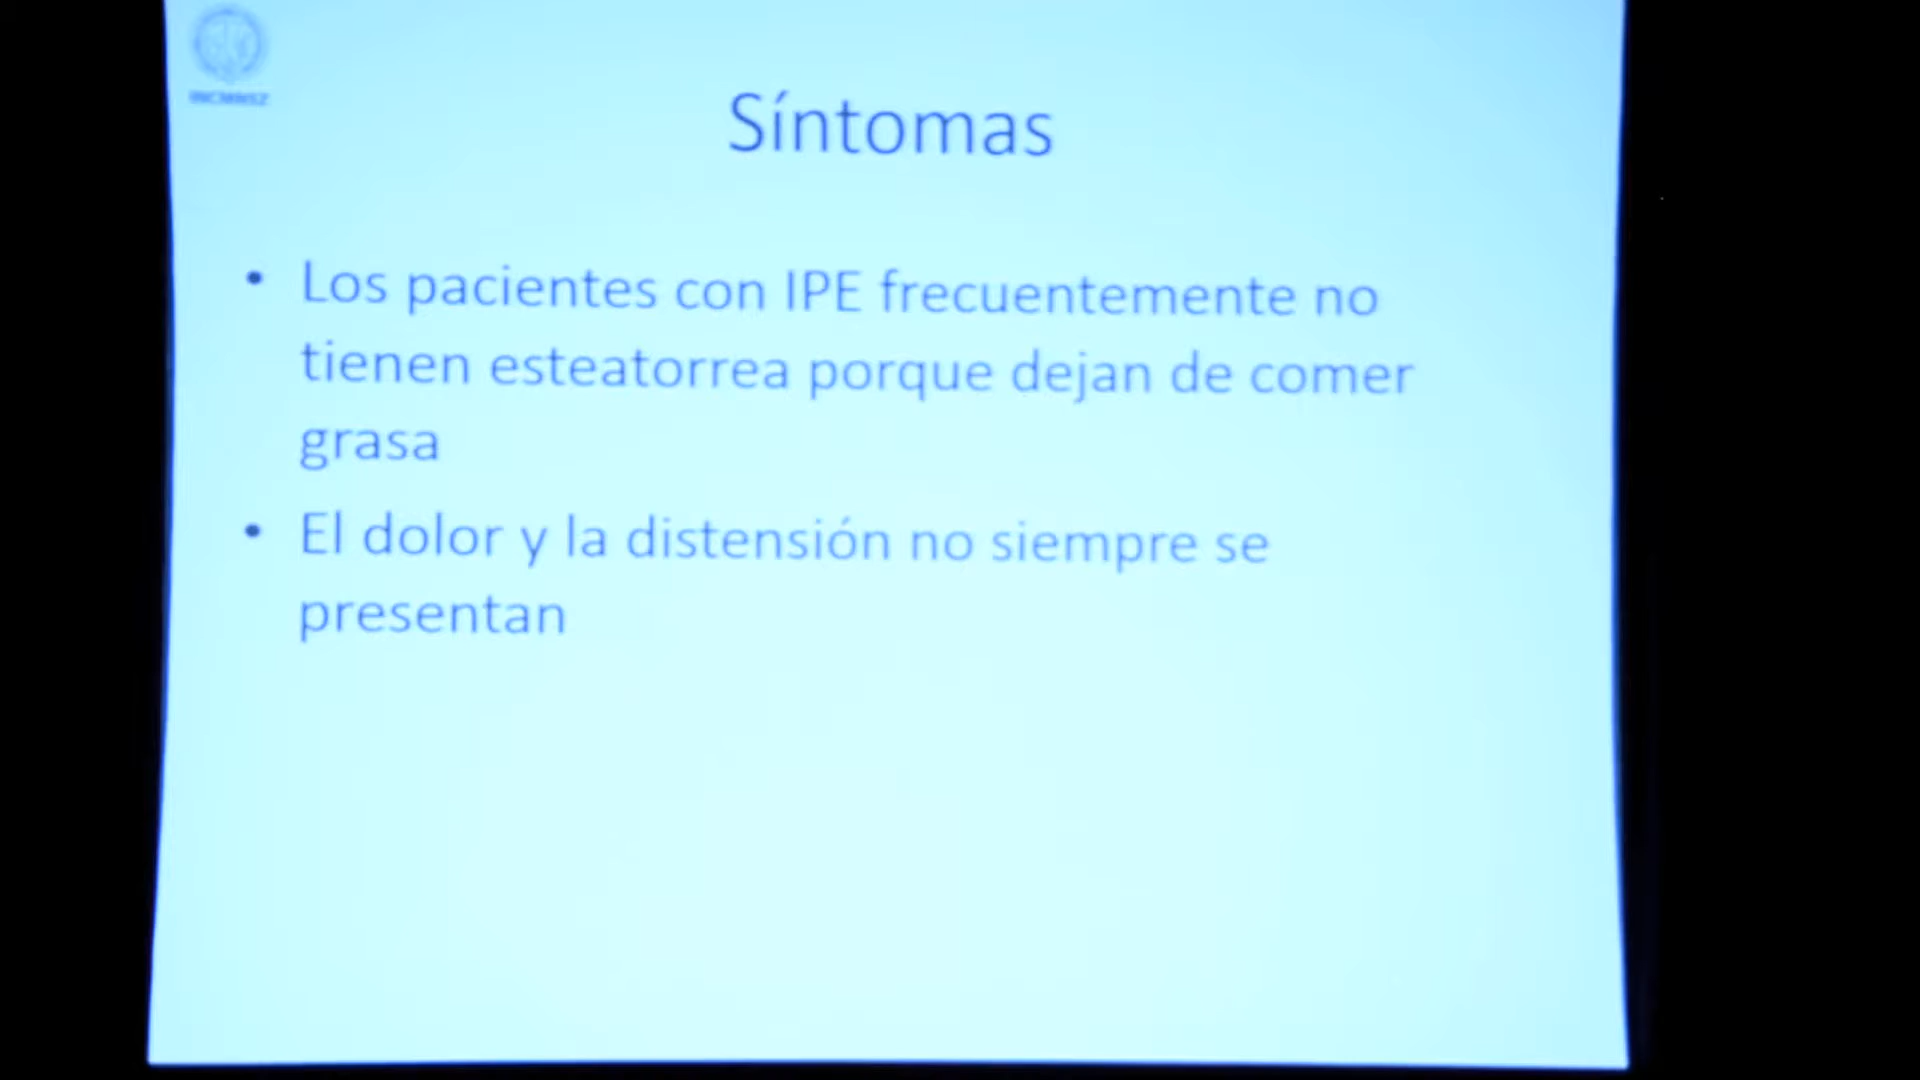 INCMNSZ
Síntomas
• Los pacientes con IPE frecuentemente no
tienen esteatorrea porque dejan de comer
grasa
• El dolor y la distensión no siempre se
presentan